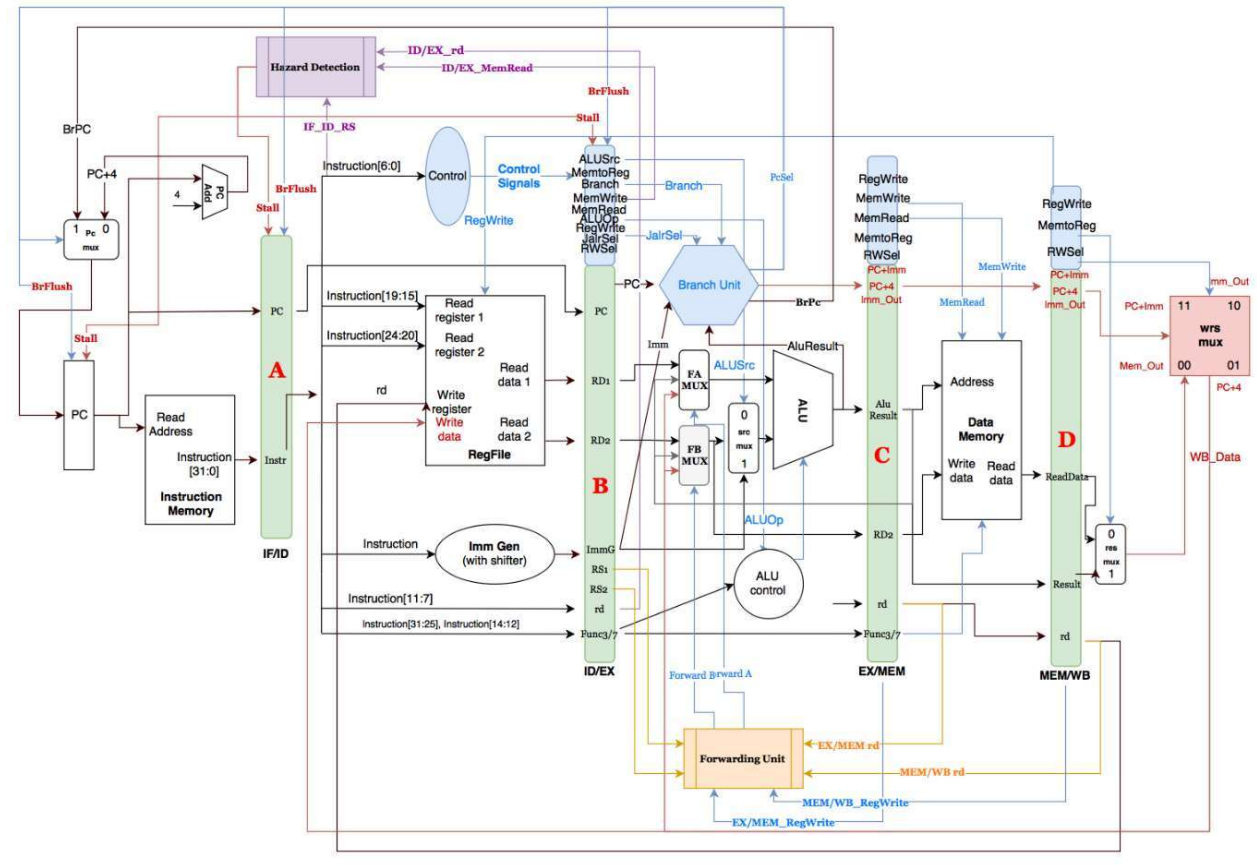 Hazard Detection
ID/EX_rd
ID/EX_MemRead
BrFlush
Stall
IF_ID_RS
BrPC
PC+4
4
PC
Add
1
Pc
mux
0
BrFlush
Stall
BrFlush
Stall
Instruction[6:0]
Control
Control
Signals
RegWrite
ALUSrc
MemtoReg
Branch
MemWrite
MemRead
ALUOp
RegWrite
JalrSel
RWSel
Branch
JalrSel
PcSel
Branch Unit
PC
BrPc
Imm
AluResult
RegWrite
MemWrite
MemRead
MemtoReg
RWSel
PC+Imm
PC+4
Imm_Out
MemWrite
MemRead
RegWrite
MemtoReg
RWSel
PC+Imm
PC+4
Imm_Out
mm_Out
PC+Imm
11
10
wrs
mux
Mem_Out
00
01
PC+4
WB_Data
PC
A
Instr
IF/ID
PC
Read
Address
Instruction
[31:0]
Instruction
Memory
Instruction[19:15]
Instruction[24:20]
rd
Read
register 1
Read
register 2
Read
data 1
Write
register
Write
data
Read
data 2
RegFile
Instruction
Imm Gen
(with shifter)
Instruction[11:7]
Instruction[31:25], Instruction[14:12]
PC
RD1
RD2
B
ImmG
RS1
RS2
rd
Func3/7
ID/EX
FA
MUX
FB
MUX
ALUSrc
0
src
mux
1
ALU
ALUOp
ALU
control
Alu
Result
C
RD2
rd
Func3/7
EX/MEM
Address
Data
Memory
Write
data
Read
data
D
ReadData
Result
rd
MEM/WB
0
res
mux
1
Forward B
rward A
Forwarding Unit
EX/MEM rd
MEM/WB rd
MEM/WB_RegWrite
EX/MEM_RegWrite